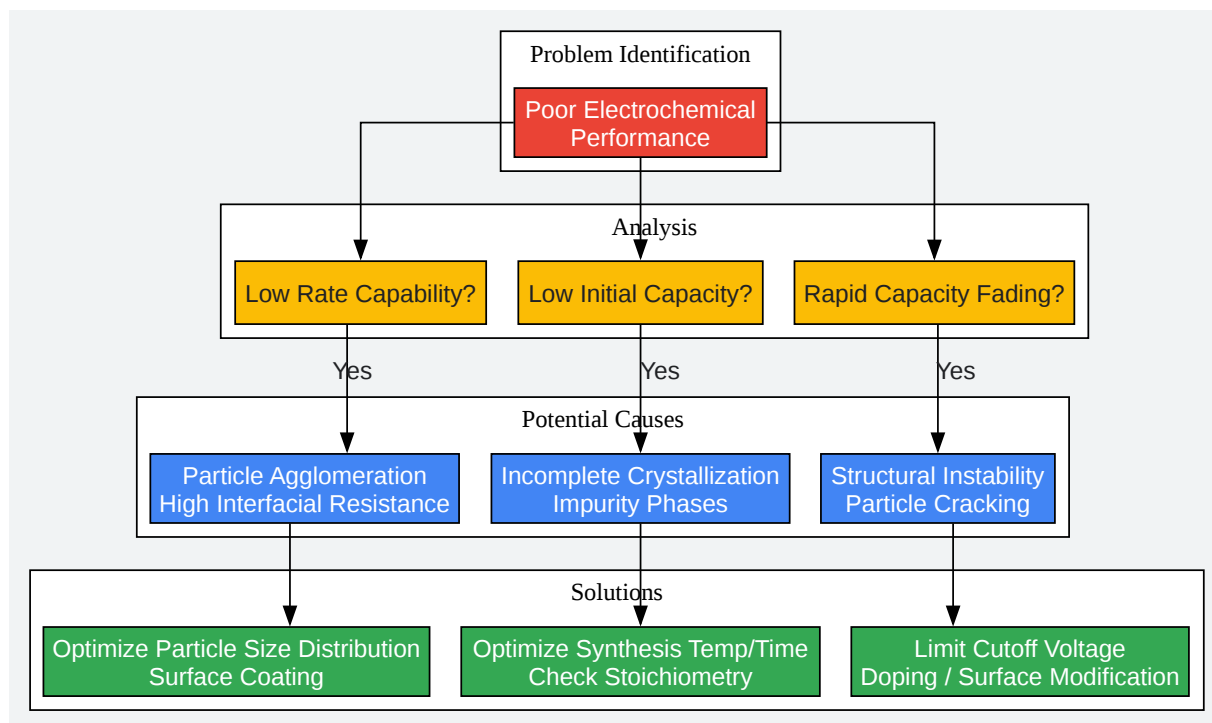 Problem Identification
Poor Electrochemical
Performance
Analysis
Low Rate Capability?
Low Initial Capacity?
Rapid Capacity Fading?
Yes
Yes
Yes
Potential Causes
Particle Agglomeration
High Interfacial Resistance
Incomplete Crystallization
Impurity Phases
Structural Instability
Particle Cracking
Solutions
Optimize Particle Size Distribution
Surface Coating
Optimize Synthesis Temp/Time
Check Stoichiometry
Limit Cutoff Voltage
Doping / Surface Modification